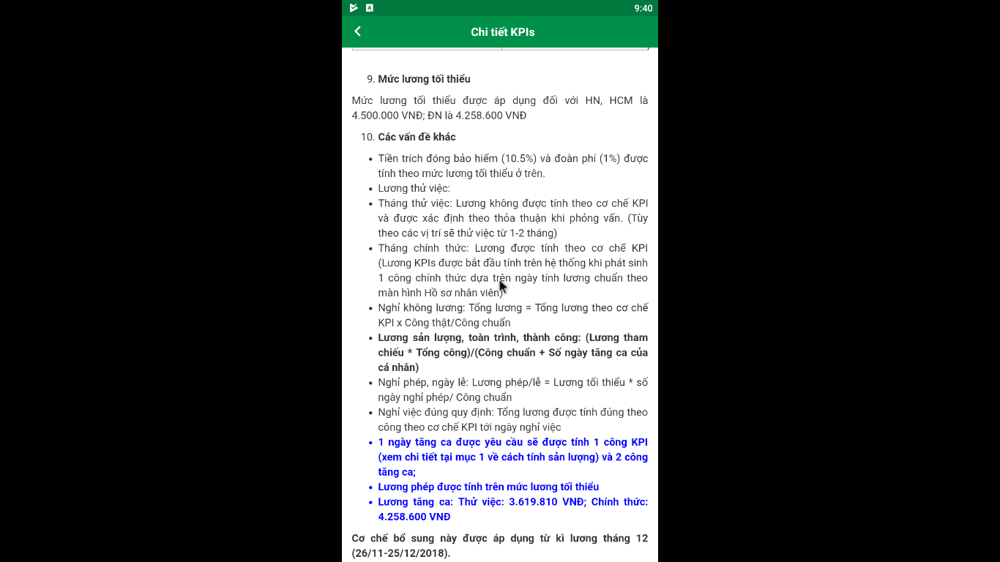 9:40
Chi tiết KPIs
9. Mức lương tối thiểu
Mức lương tối thiểu được áp dụng đối với HN, HCM là
4.500.000 VNĐ; ĐN là 4.258.600 VNĐ
10. Các vấn đề khác
• Tiền trích đóng bảo hiểm (10.5%) và đoàn phí (1%) được
tính theo mức lương tối thiểu ở trên.
• Lương thử việc:
• Tháng thử việc: Lương không được tính theo cơ chế KPI
và được xác định theo thỏa thuận khi phỏng vấn. (Tùy
theo các vị trí sẽ thử việc từ 1-2 tháng)
• Tháng chính thức: Lương được tính theo cơ chế KPI
(Lương KPIs được bắt đầu tính trên hệ thống khi phát sinh
1 công chính thức dựa trên ngày tính lương chuẩn theo
màn hình Hồ sơ nhân viên)
• Nghỉ không lương: Tổng lương = Tổng lương theo cơ chế
KPI x Công thật/Công chuẩn
• Lương sản lượng, toàn trình, thành công: (Lương tham
chiếu * Tổng công)/(Công chuẩn + Số ngày tăng ca của
cá nhân)
• Nghỉ phép, ngày lễ: Lương phép/lễ = Lương tối thiểu * số
ngày nghỉ phép/ Công chuẩn
• Nghỉ việc đúng quy định: Tổng lương được tính đúng theo
công theo cơ chế KPI tới ngày nghỉ việc
• 1 ngày tăng ca được yêu cầu sẽ được tính 1 công KPI
(xem chi tiết tại mục 1 về cách tính sản lượng) và 2 công
tăng ca;
• Lương phép được tính trên mức lương tối thiểu
• Lương tăng ca: Thử việc: 3.619.810 VNĐ; Chính thức:
4.258.600 VNĐ
Cơ chế bổ sung này được áp dụng từ kì lương tháng 12
(26/11-25/12/2018).